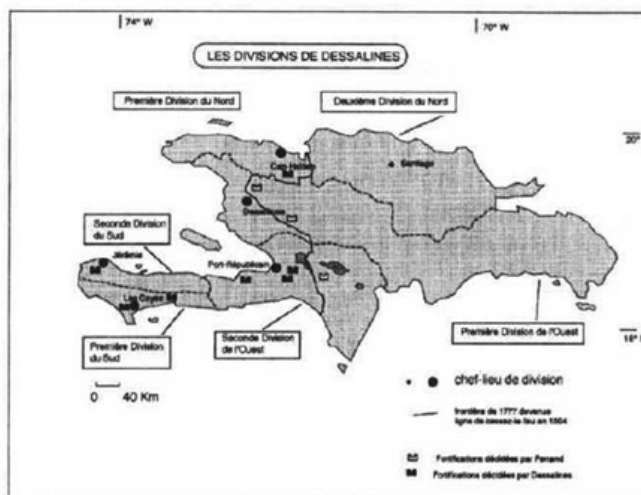 74° W
70° W
LES DIVISIONS DE DESSALINES
Première Division du Nord
Deuxième Division du Nord
20°
Cap-Haïtien
Santiago
Dessalines
Seconde Division
du Sud
Jérémie
Port-Républicain
Les Cayes
Première Division
du Sud
Seconde Division
de l'Ouest
Première Division de l'Ouest
18°
0 40 Km
chef-lieu de division
frontière de 1777 devenue
ligne de cessez-le-feu en 1804
Fortifications décidées par Ferrand
Fortifications décidées par Dessalines